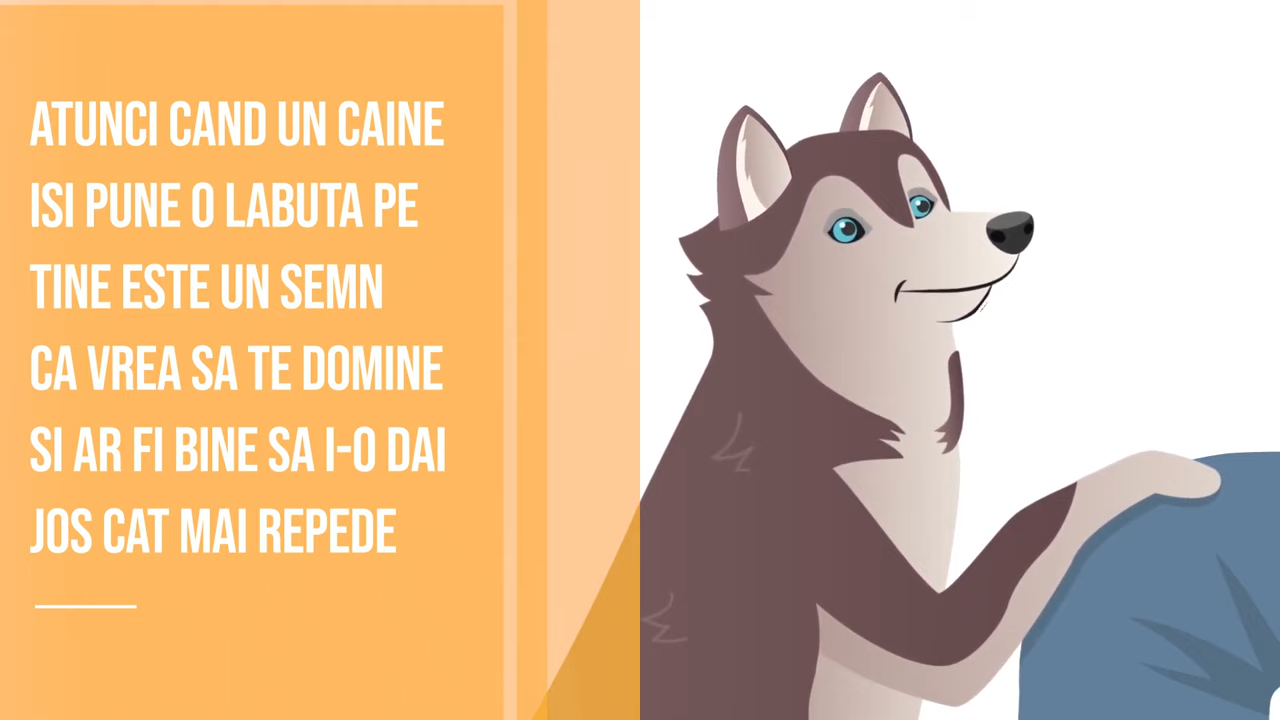 ATUNCI CAND UN CAINE
ISI PUNE O LABUTA PE
TINE ESTE UN SEMN
CA VREA SA TE DOMINE
SI AR FI BINE SA I-O DAI
JOS CAT MAI REPEDE